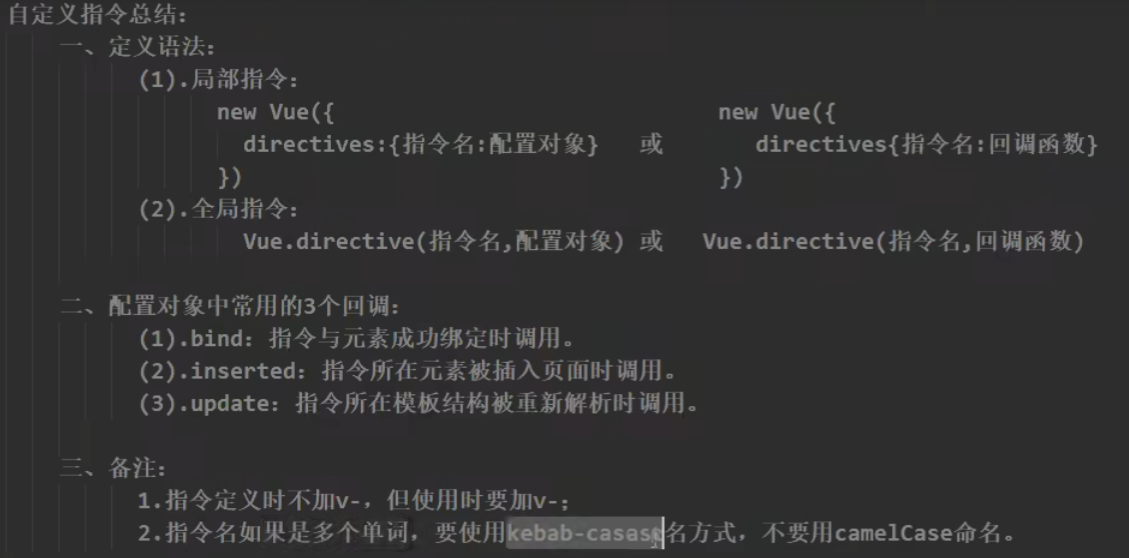 自定义指令总结：
一、定义语法：
(1).局部指令：
new Vue({ new Vue({
directives:{指令名:配置对象} 或 directives{指令名:回调函数}
}) })
(2).全局指令：
Vue.directive(指令名,配置对象) 或 Vue.directive(指令名,回调函数)
二、配置对象中常用的3个回调：
(1).bind：指令与元素成功绑定时调用。
(2).inserted：指令所在元素被插入页面时调用。
(3).update：指令所在模板结构被重新解析时调用。
三、备注：
1.指令定义时不加v-，但使用时要加v-；
2.指令名如果是多个单词，要使用kebab-casase名方式，不要用camelCase命名。